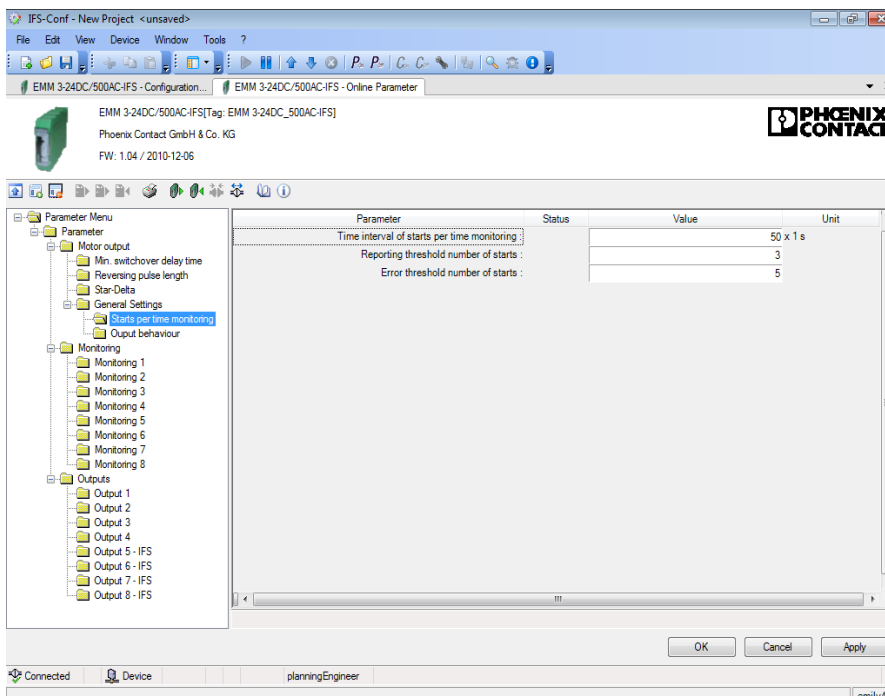 IFS-Conf - New Project <unsaved>
File Edit View Device Window Tools ?
EMM 3-24DC/500AC-IFS - Configuration... EMM 3-24DC/500AC-IFS - Online Parameter
EMM 3-24DC/500AC-IFS[Tag: EMM 3-24DC_500AC-IFS]
Phoenix Contact GmbH & Co. KG
FW: 1.04 / 2010-12-06
PHŒNIX
CONTACT
Parameter Menu
Parameter
Motor output
Min. switchover delay time
Reversing pulse length
Star-Delta
General Settings
Starts per time monitoring
Ouput behaviour
Monitoring
Monitoring 1
Monitoring 2
Monitoring 3
Monitoring 4
Monitoring 5
Monitoring 6
Monitoring 7
Monitoring 8
Outputs
Output 1
Output 2
Output 3
Output 4
Output 5 - IFS
Output 6 - IFS
Output 7 - IFS
Output 8 - IFS
Parameter Status Value Unit
Time interval of starts per time monitoring : 50 x 1 s
Reporting threshold number of starts : 3
Error threshold number of starts : 5
OK Cancel Apply
Connected Device planningEngineer